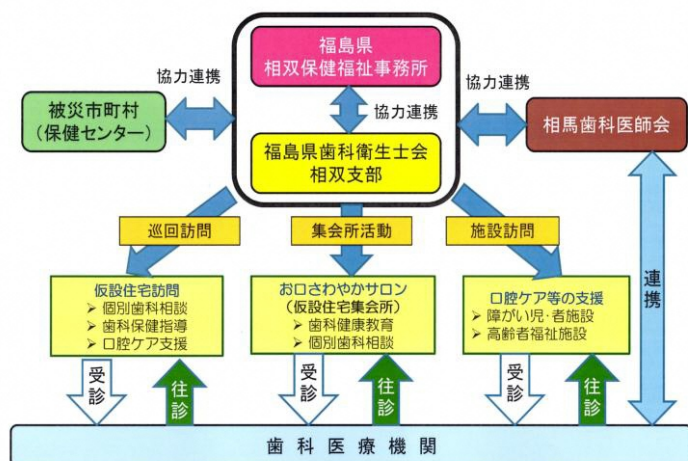 福島県
相双保健福祉事務所
協力連携
協力連携
被災市町村
(保健センター)
協力連携
相馬歯科医師会
福島県歯科衛生士会
相双支部
巡回訪問
集会所活動
施設訪問
連携
仮設住宅訪問
➢ 個別歯科相談
➢ 歯科保健指導
➢ 口腔ケア支援
お口さわやかサロン
(仮設住宅集会所)
➢ 歯科健康教育
➢ 個別歯科相談
口腔ケア等の支援
➢ 障がい児・者施設
➢ 高齢者福祉施設
受診
往診
受診
往診
受診
往診
歯科医療機関